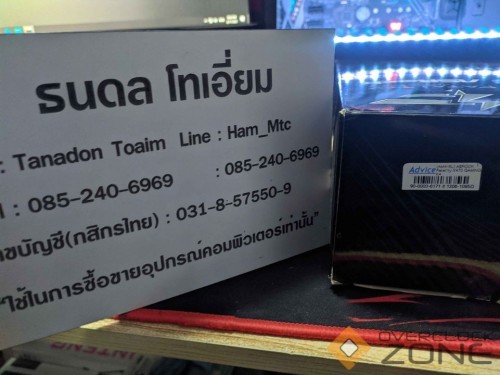 ธนดล โทเอี่ยม
: Tanadon Toaim Line : Ham_Mtc
: 085-240-6969 : 085-240-6969
ขบัญชี(กสิกรไทย) : 031-8-57550-9
"ใช้ในการซื้อขายอุปกรณ์คอมพิวเตอร์เท่านั้น"
Advice
OVERCLOCK
ZONE